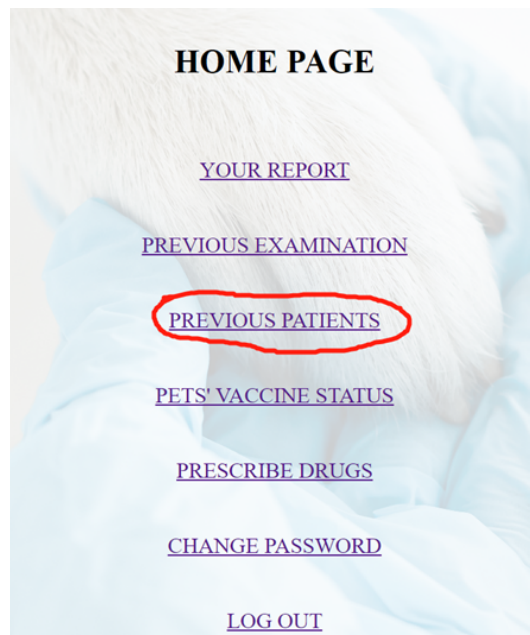 HOME PAGE
YOUR REPORT
PREVIOUS EXAMINATION
PREVIOUS PATIENTS
PETS' VACCINE STATUS
PRESCRIBE DRUGS
CHANGE PASSWORD
LOG OUT